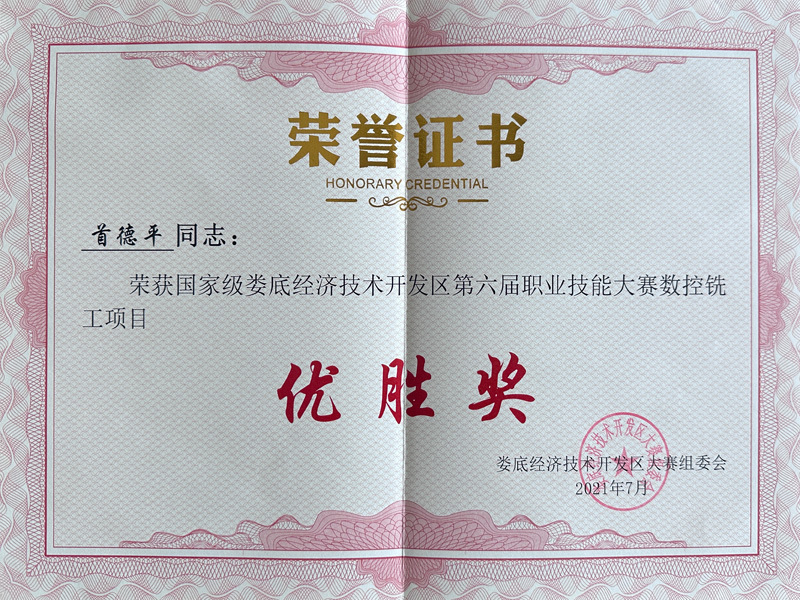 荣誉证书
HONORARY CREDENTIAL
首德平 同志：
荣获国家级娄底经济技术开发区第六届职业技能大赛数控铣
工项目
优胜奖
娄底经济技术开发区大赛组委会
2021年7月